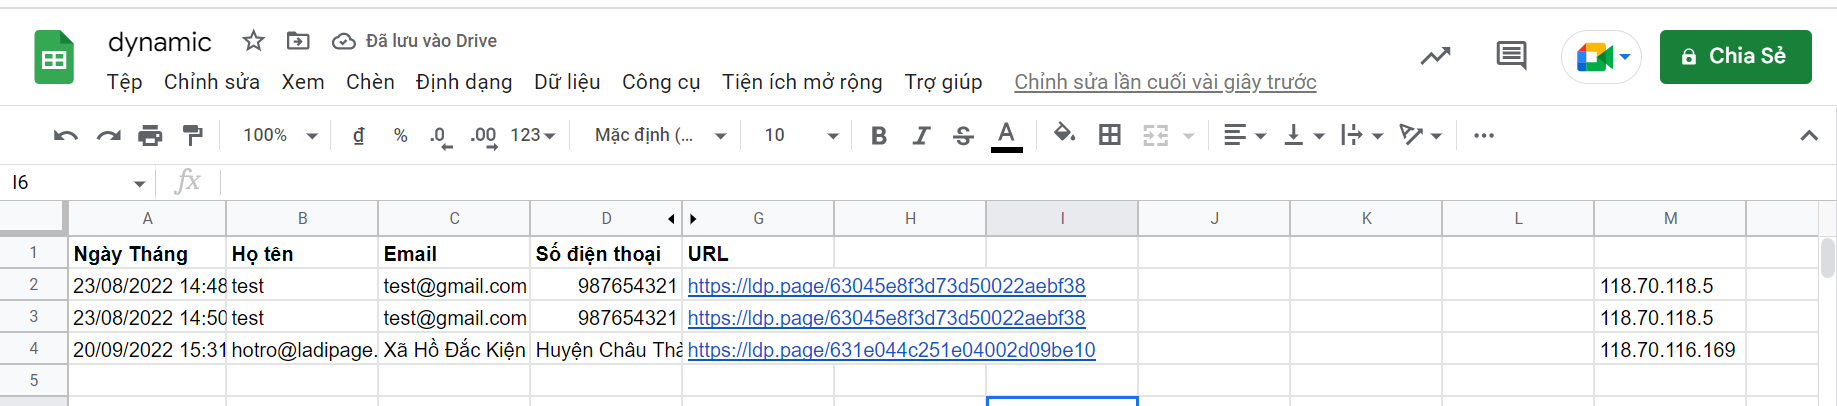 dynamic Đã lưu vào Drive
Tệp Chỉnh sửa Xem Chèn Định dạng Dữ liệu Công cụ Tiện ích mở rộng Trợ giúp Chỉnh sửa lần cuối vài giây trước
Chia Sẻ
100% ₫ % .0 .00 123 Mặc định (... 10 B I S A
I6 fx
A B C D G H I J K L M
1 Ngày Tháng Họ tên Email Số điện thoại URL
2 23/08/2022 14:48 test test@gmail.com 987654321 https://ldp.page/63045e8f3d73d50022aebf38 118.70.118.5
3 23/08/2022 14:50 test test@gmail.com 987654321 https://ldp.page/63045e8f3d73d50022aebf38 118.70.118.5
4 20/09/2022 15:31 hotro@ladipage. Xã Hồ Đắc Kiện Huyện Châu Thà https://ldp.page/631e044c251e04002d09be10 118.70.116.169
5